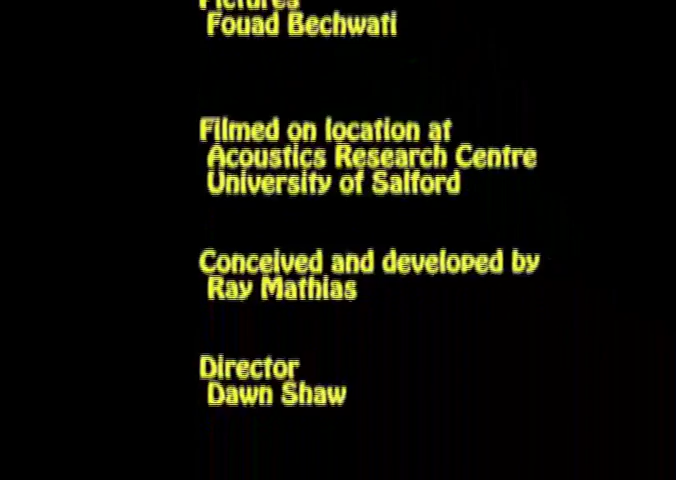 Pictures
Fouad Bechwati
Filmed on location at
Acoustics Research Centre
University of Salford
Conceived and developed by
Ray Mathias
Director
Dawn Shaw